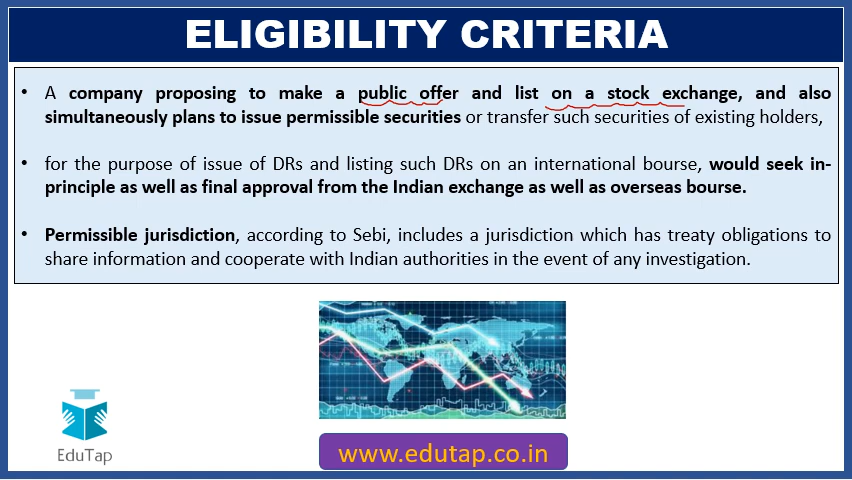 ELIGIBILITY CRITERIA
• A company proposing to make a public offer and list on a stock exchange, and also
simultaneously plans to issue permissible securities or transfer such securities of existing holders,
• for the purpose of issue of DRs and listing such DRs on an international bourse, would seek in-
principle as well as final approval from the Indian exchange as well as overseas bourse.
• Permissible jurisdiction, according to Sebi, includes a jurisdiction which has treaty obligations to
share information and cooperate with Indian authorities in the event of any investigation.
EduTap
www.edutap.co.in